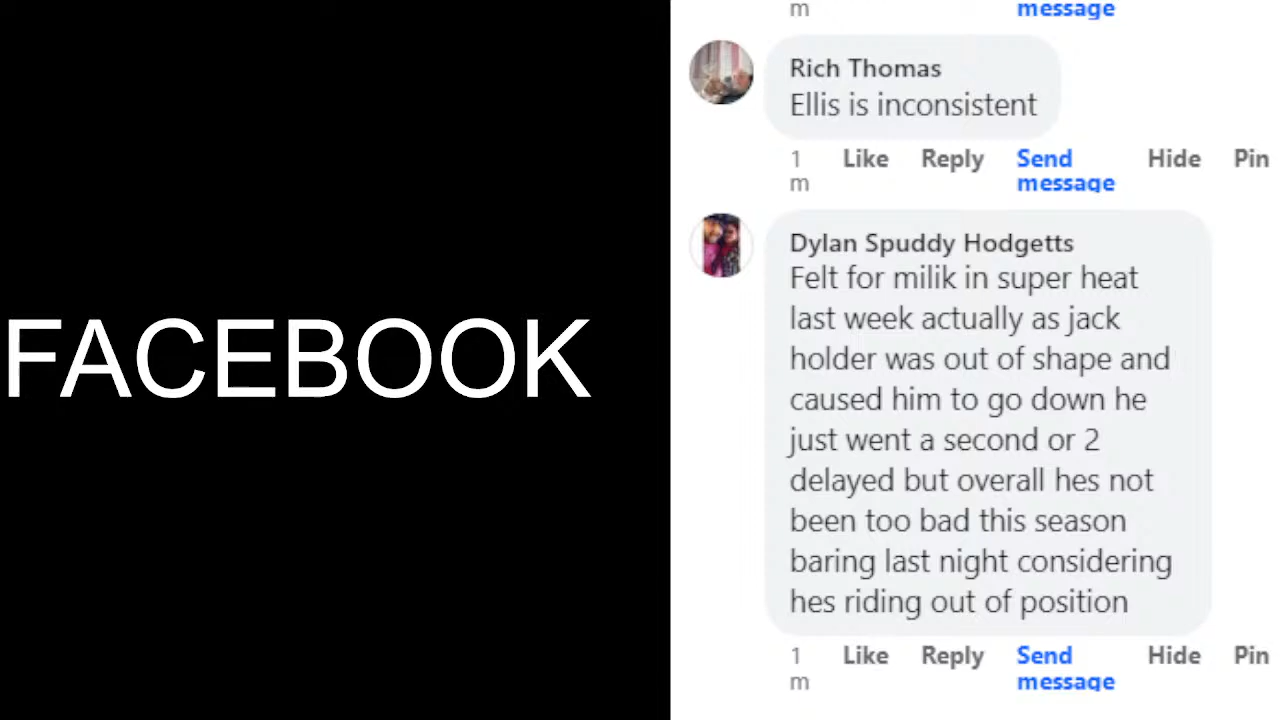 FACEBOOK
m
message
Rich Thomas
Ellis is inconsistent
1 Like Reply Send Hide Pin
m message
Dylan Spuddy Hodgetts
Felt for milik in super heat
last week actually as jack
holder was out of shape and
caused him to go down he
just went a second or 2
delayed but overall hes not
been too bad this season
baring last night considering
hes riding out of position
1 Like Reply Send Hide Pin
m message